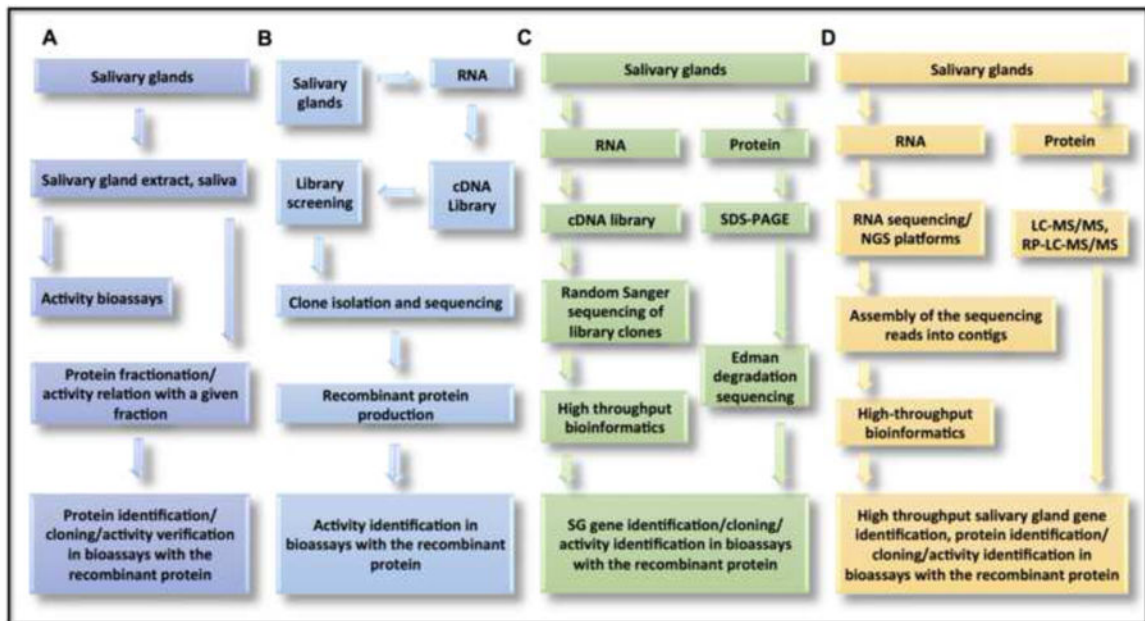 A
Salivary glands
Salivary gland extract, saliva
Activity bioassays
Protein fractionation/
activity relation with a given
fraction
Protein identification/
cloning/activity verification
in bioassays with the
recombinant protein
B
Salivary
glands
RNA
cDNA
Library
Library
screening
Clone isolation and sequencing
Recombinant protein
production
Activity identification in
bioassays with the recombinant
protein
C
Salivary glands
RNA
Protein
cDNA library
SDS-PAGE
Random Sanger
sequencing of
library clones
Edman
degradation
sequencing
High throughput
bioinformatics
SG gene identification/cloning/
activity identification in bioassays
with the recombinant protein
D
Salivary glands
RNA
Protein
RNA sequencing/
NGS platforms
LC-MS/MS,
RP-LC-MS/MS
Assembly of the sequencing
reads into contigs
High-throughput
bioinformatics
High throughput salivary gland gene
identification, protein identification/
cloning/activity identification in
bioassays with the recombinant protein